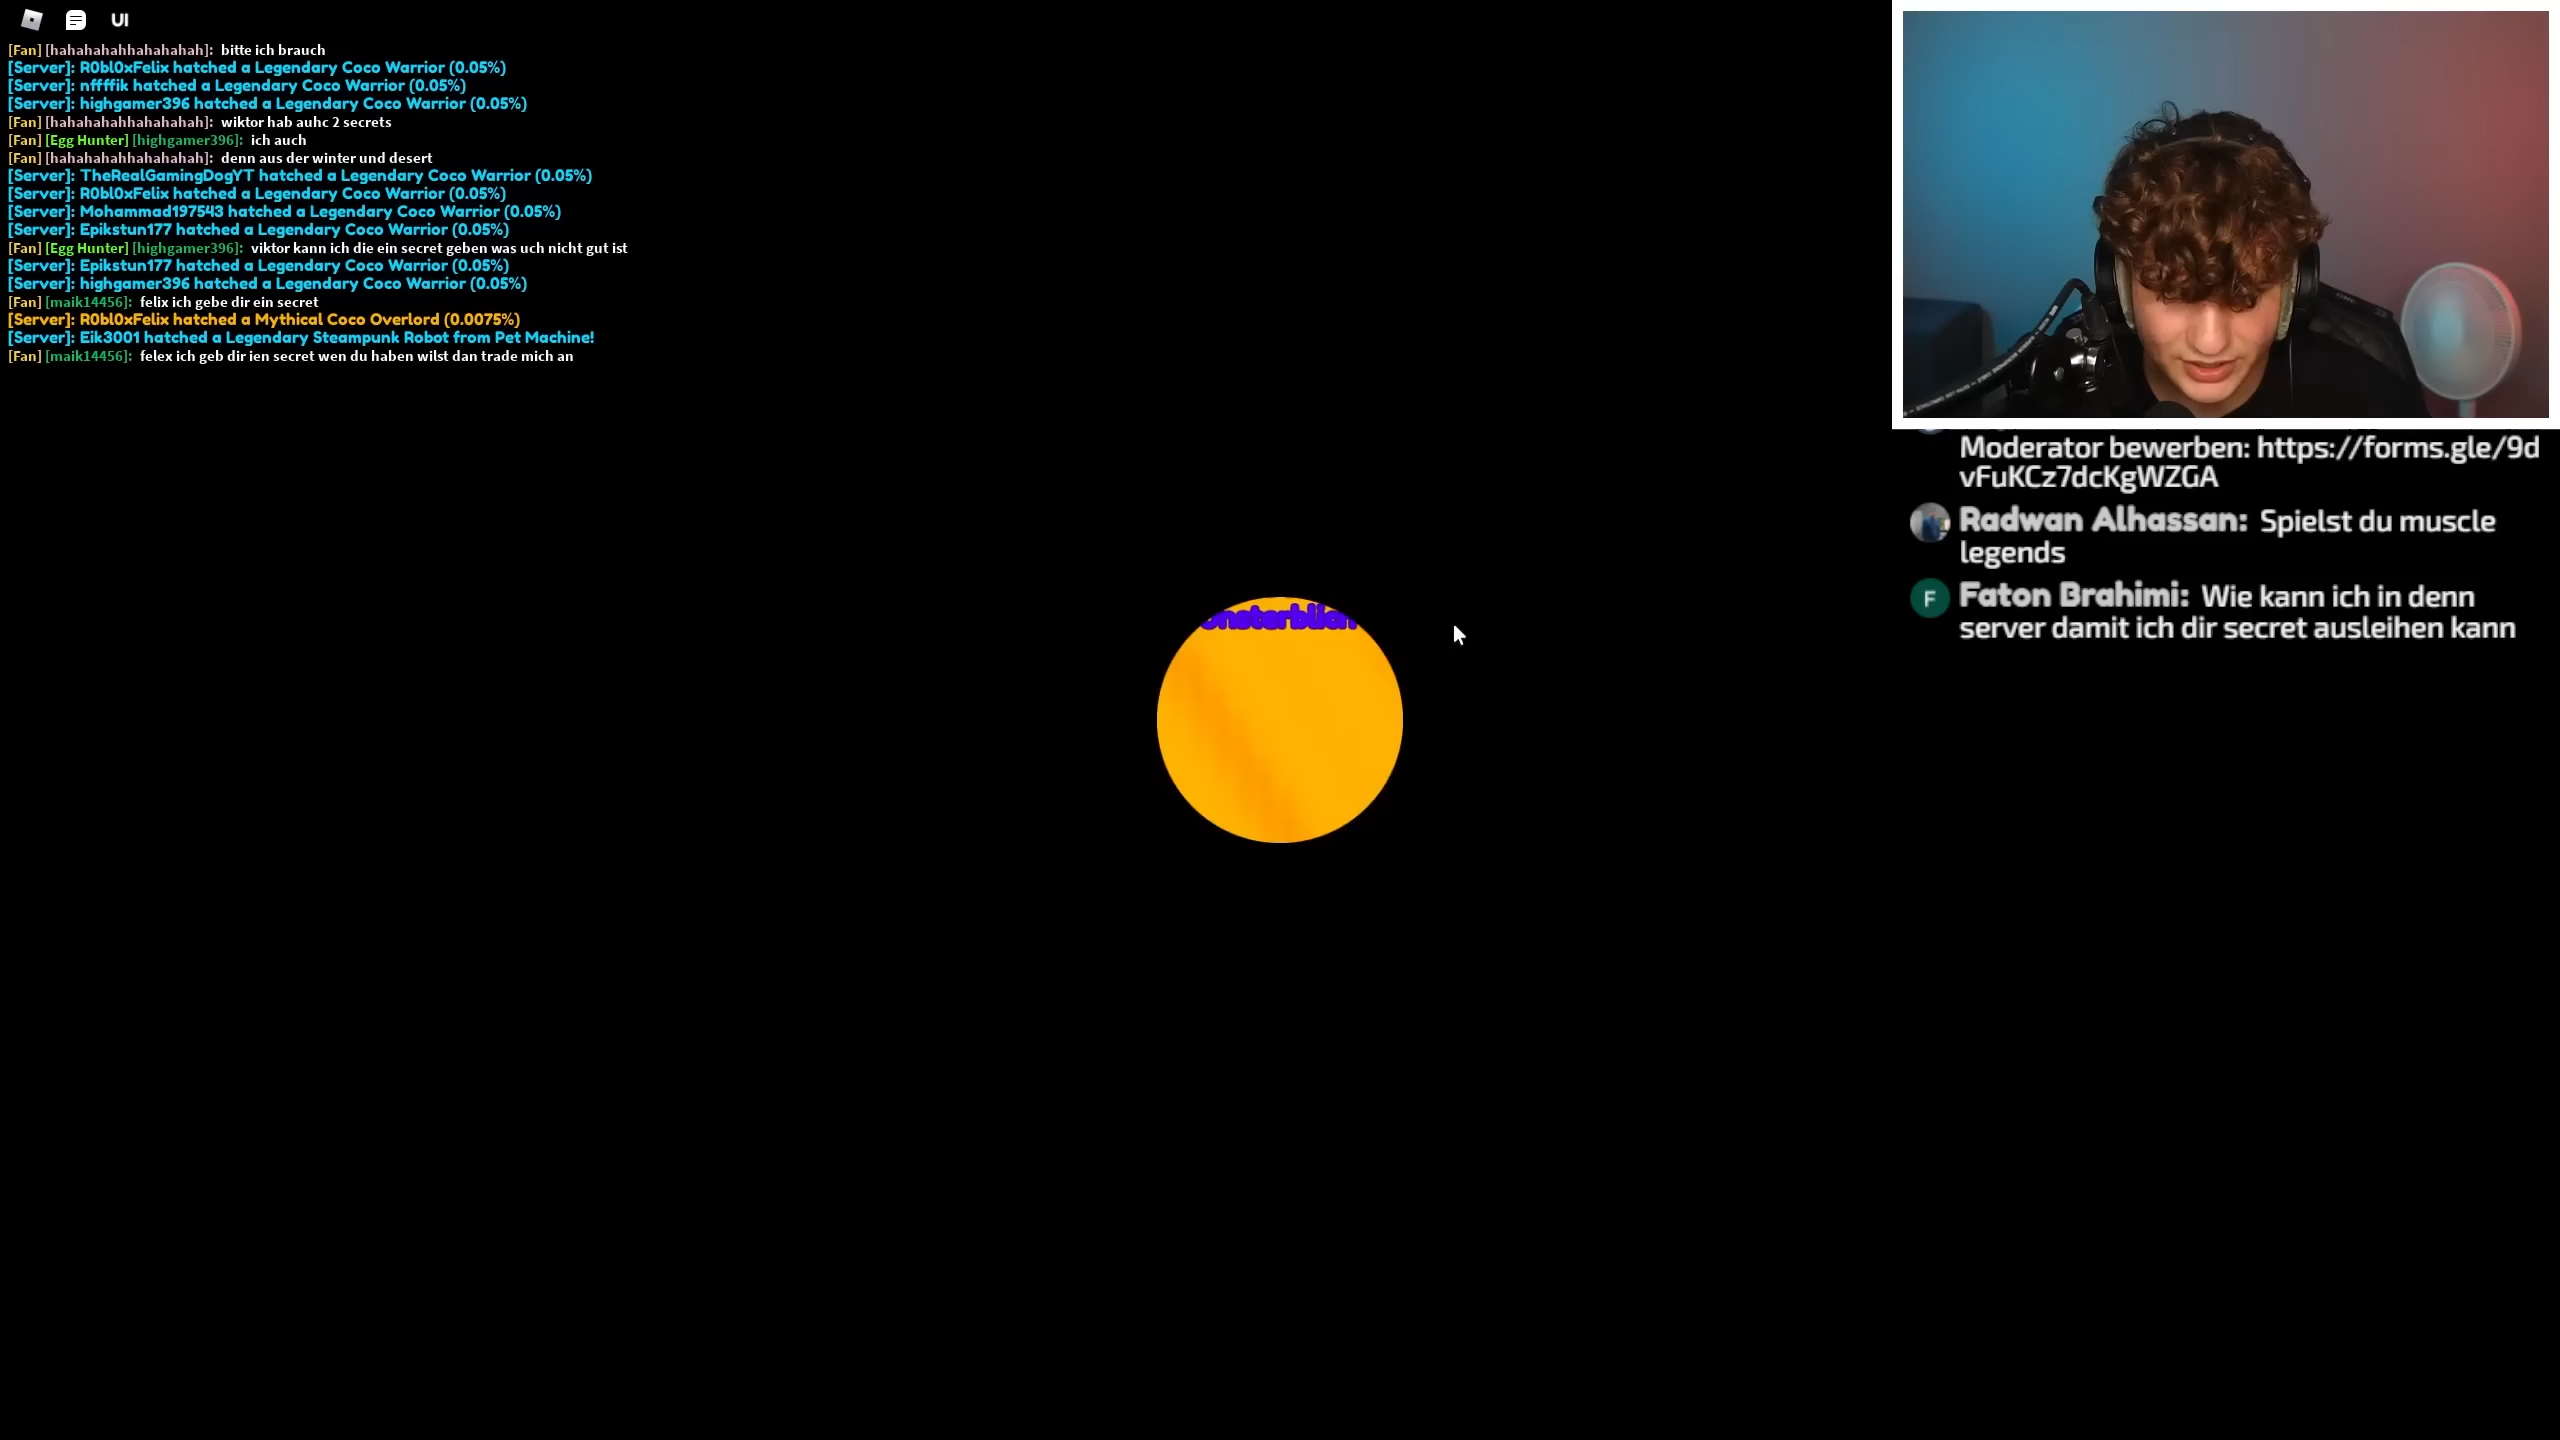 UI
[Fan] [hahahahahhahahahah]: bitte ich brauch
[Server]: R0bl0xFelix hatched a Legendary Coco Warrior (0.05%)
[Server]: nffffik hatched a Legendary Coco Warrior (0.05%)
[Server]: highgamer396 hatched a Legendary Coco Warrior (0.05%)
[Fan] [hahahahahhahahahah]: wiktor hab auhc 2 secrets
[Fan] [Egg Hunter] [highgamer396]: ich auch
[Fan] [hahahahahhahahahah]: denn aus der winter und desert
[Server]: TheRealGamingDogYT hatched a Legendary Coco Warrior (0.05%)
[Server]: R0bl0xFelix hatched a Legendary Coco Warrior (0.05%)
[Server]: Mohammad197543 hatched a Legendary Coco Warrior (0.05%)
[Server]: Epikstun177 hatched a Legendary Coco Warrior (0.05%)
[Fan] [Egg Hunter] [highgamer396]: viktor kann ich die ein secret geben was uch nicht gut ist
[Server]: Epikstun177 hatched a Legendary Coco Warrior (0.05%)
[Server]: highgamer396 hatched a Legendary Coco Warrior (0.05%)
[Fan] [maik14456]: felix ich gebe dir ein secret
[Server]: R0bl0xFelix hatched a Mythical Coco Overlord (0.0075%)
[Server]: Eik3001 hatched a Legendary Steampunk Robot from Pet Machine!
[Fan] [maik14456]: felex ich geb dir ien secret wen du haben wilst dan trade mich an
Moderator bewerben: https://forms.gle/9d
vFuKCz7dcKgWZGA
Radwan Alhassan: Spielst du muscle
legends
F Faton Brahimi: Wie kann ich in denn
server damit ich dir secret ausleihen kann